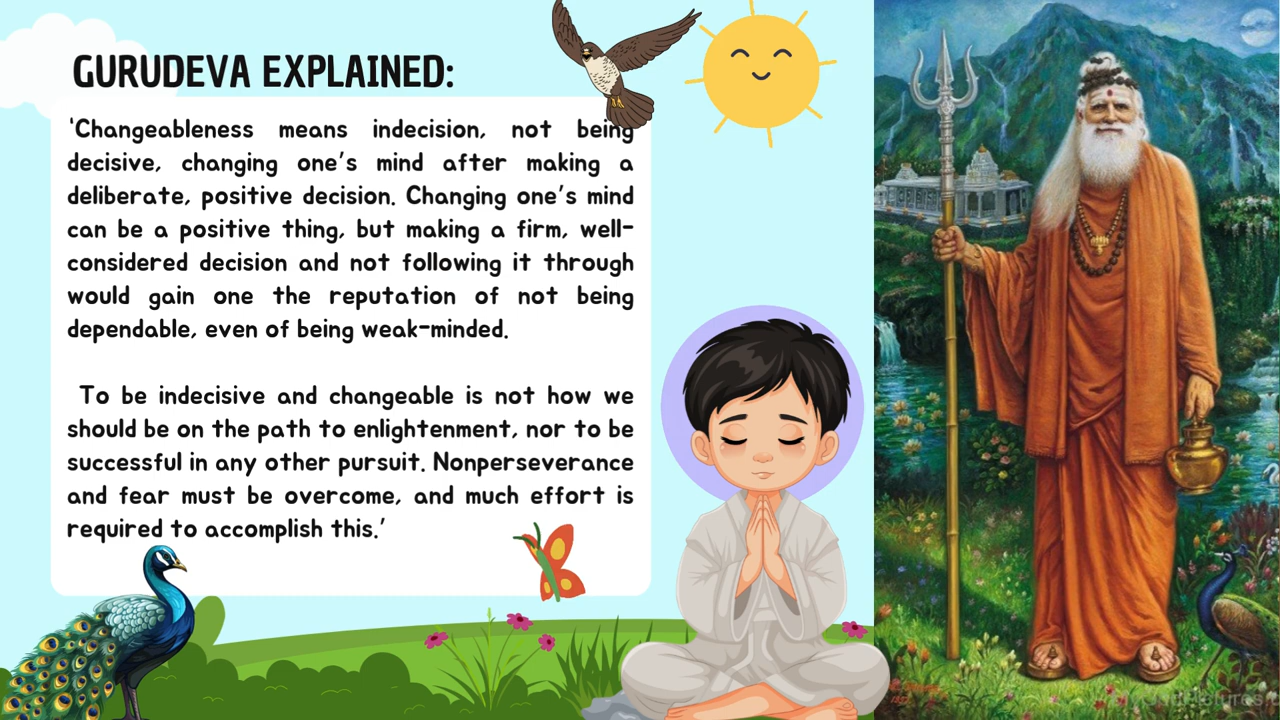 GURUDEVA EXPLAINED:
'Changeableness means indecision, not being
decisive, changing one's mind after making a
deliberate, positive decision. Changing one's mind
can be a positive thing, but making a firm, well-
considered decision and not following it through
would gain one the reputation of not being
dependable, even of being weak-minded.
To be indecisive and changeable is not how we
should be on the path to enlightenment, nor to be
successful in any other pursuit. Nonperseverance
and fear must be overcome, and much effort is
required to accomplish this.'